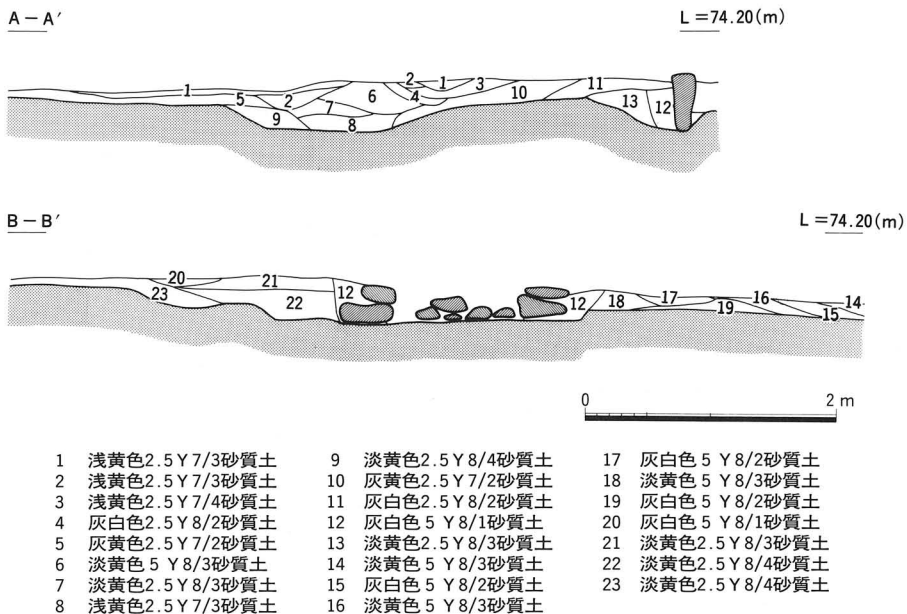 A－A′
L＝74.20(m)
2 1 3 11
1 6 4 10 13 12
5 2 7
9 8
B－B′
L＝74.20(m)
20 21
23 22 12 12 18 17 19 16 14
15
0 2 m
1 浅黄色2.5Ｙ7/3砂質土
2 浅黄色2.5Ｙ7/3砂質土
3 浅黄色2.5Ｙ7/4砂質土
4 灰白色2.5Ｙ8/2砂質土
5 灰黄色2.5Ｙ7/2砂質土
6 淡黄色５Ｙ8/3砂質土
7 淡黄色2.5Ｙ8/3砂質土
8 浅黄色2.5Ｙ7/3砂質土
9 淡黄色2.5Ｙ8/4砂質土
10 灰黄色2.5Ｙ7/2砂質土
11 灰白色2.5Ｙ8/2砂質土
12 灰白色５Ｙ8/1砂質土
13 淡黄色2.5Ｙ8/3砂質土
14 淡黄色５Ｙ8/3砂質土
15 灰白色５Ｙ8/2砂質土
16 淡黄色５Ｙ8/3砂質土
17 灰白色５Ｙ8/2砂質土
18 淡黄色５Ｙ8/3砂質土
19 灰白色５Ｙ8/2砂質土
20 灰白色５Ｙ8/1砂質土
21 淡黄色2.5Ｙ8/3砂質土
22 淡黄色2.5Ｙ8/4砂質土
23 淡黄色2.5Ｙ8/4砂質土